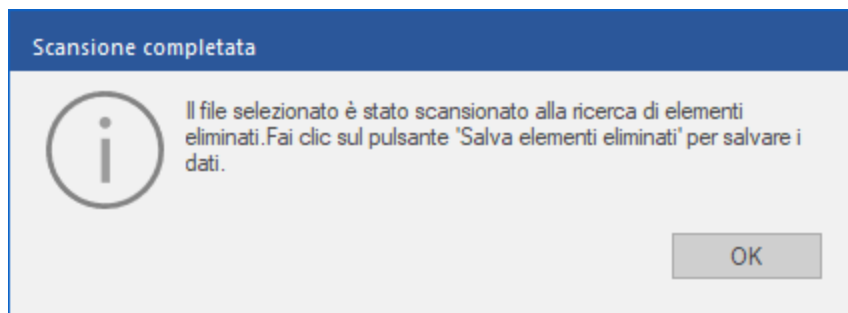 Scansione completata
Il file selezionato è stato scansionato alla ricerca di elementi
eliminati.Fai clic sul pulsante 'Salva elementi eliminati' per salvare i
dati.
OK